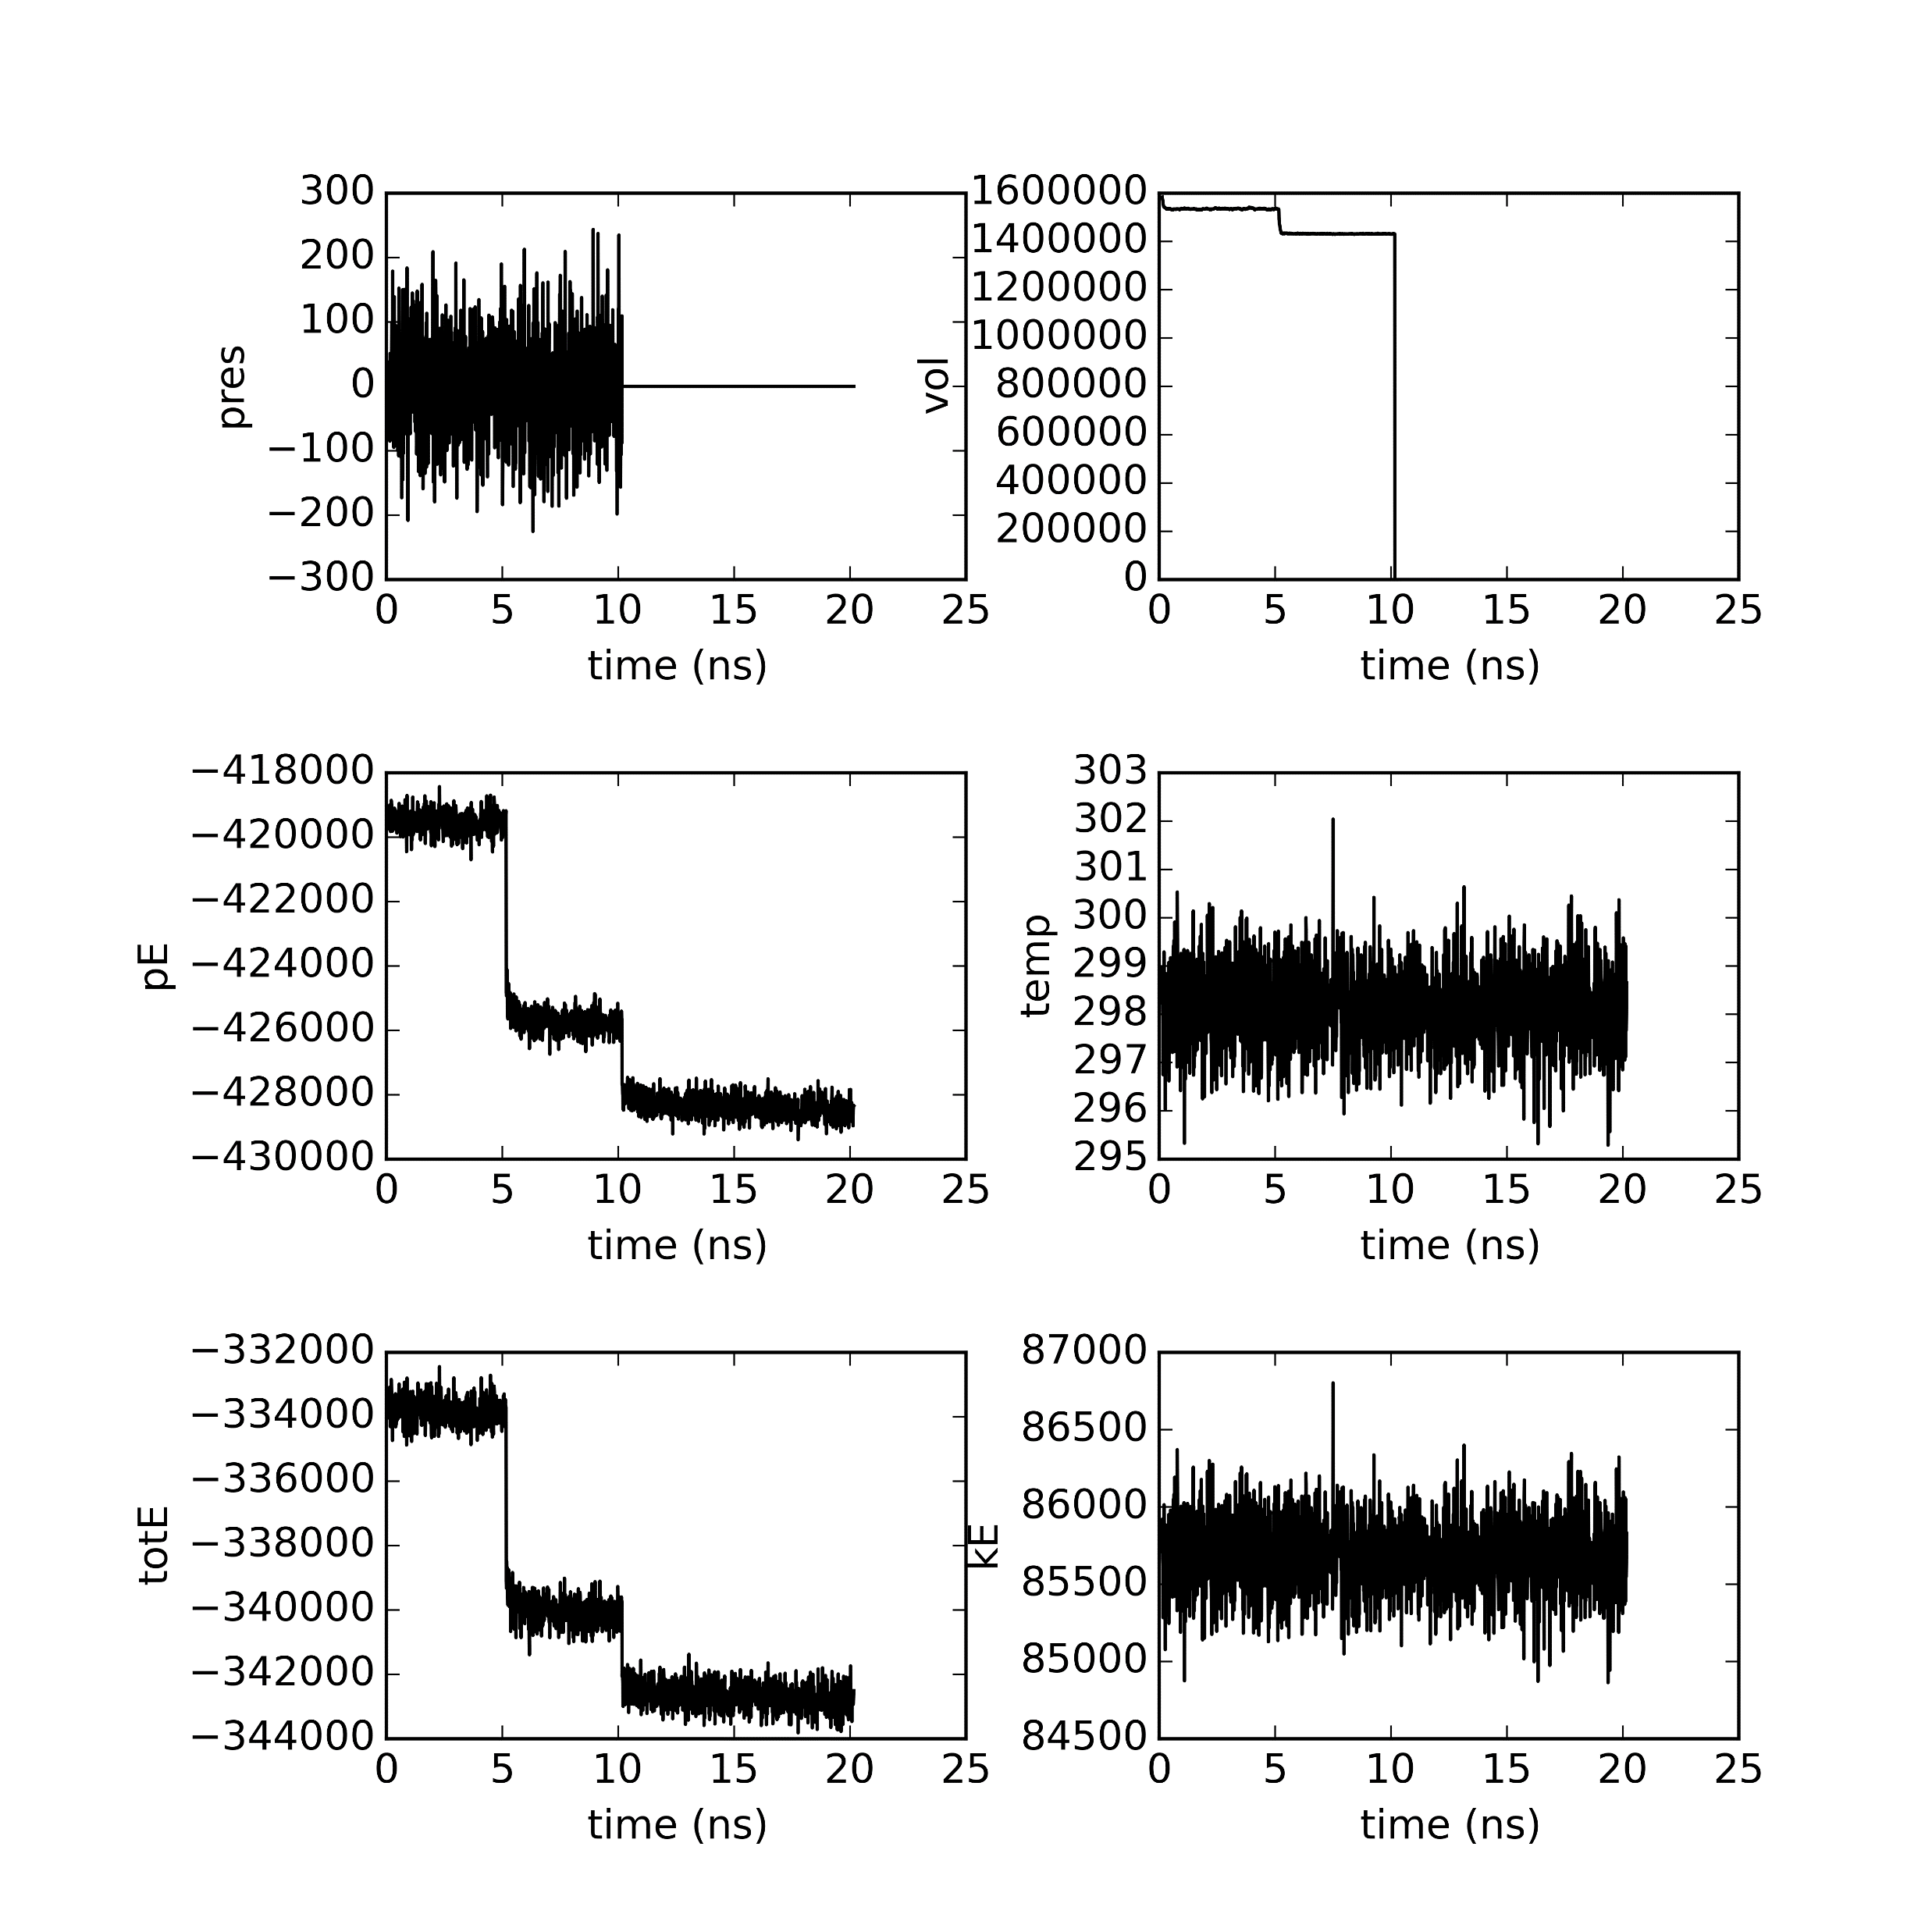 300
200
100
0
−100
−200
−300
pres
0 5 10 15 20 25
time (ns)
1600000
1400000
1200000
1000000
800000
600000
400000
200000
0
vol
0 5 10 15 20 25
time (ns)
−418000
−420000
−422000
−424000
−426000
−428000
−430000
pE
0 5 10 15 20 25
time (ns)
303
302
301
300
299
298
297
296
295
temp
0 5 10 15 20 25
time (ns)
−332000
−334000
−336000
−338000
−340000
−342000
−344000
totE
0 5 10 15 20 25
time (ns)
87000
86500
86000
85500
85000
84500
kE
0 5 10 15 20 25
time (ns)